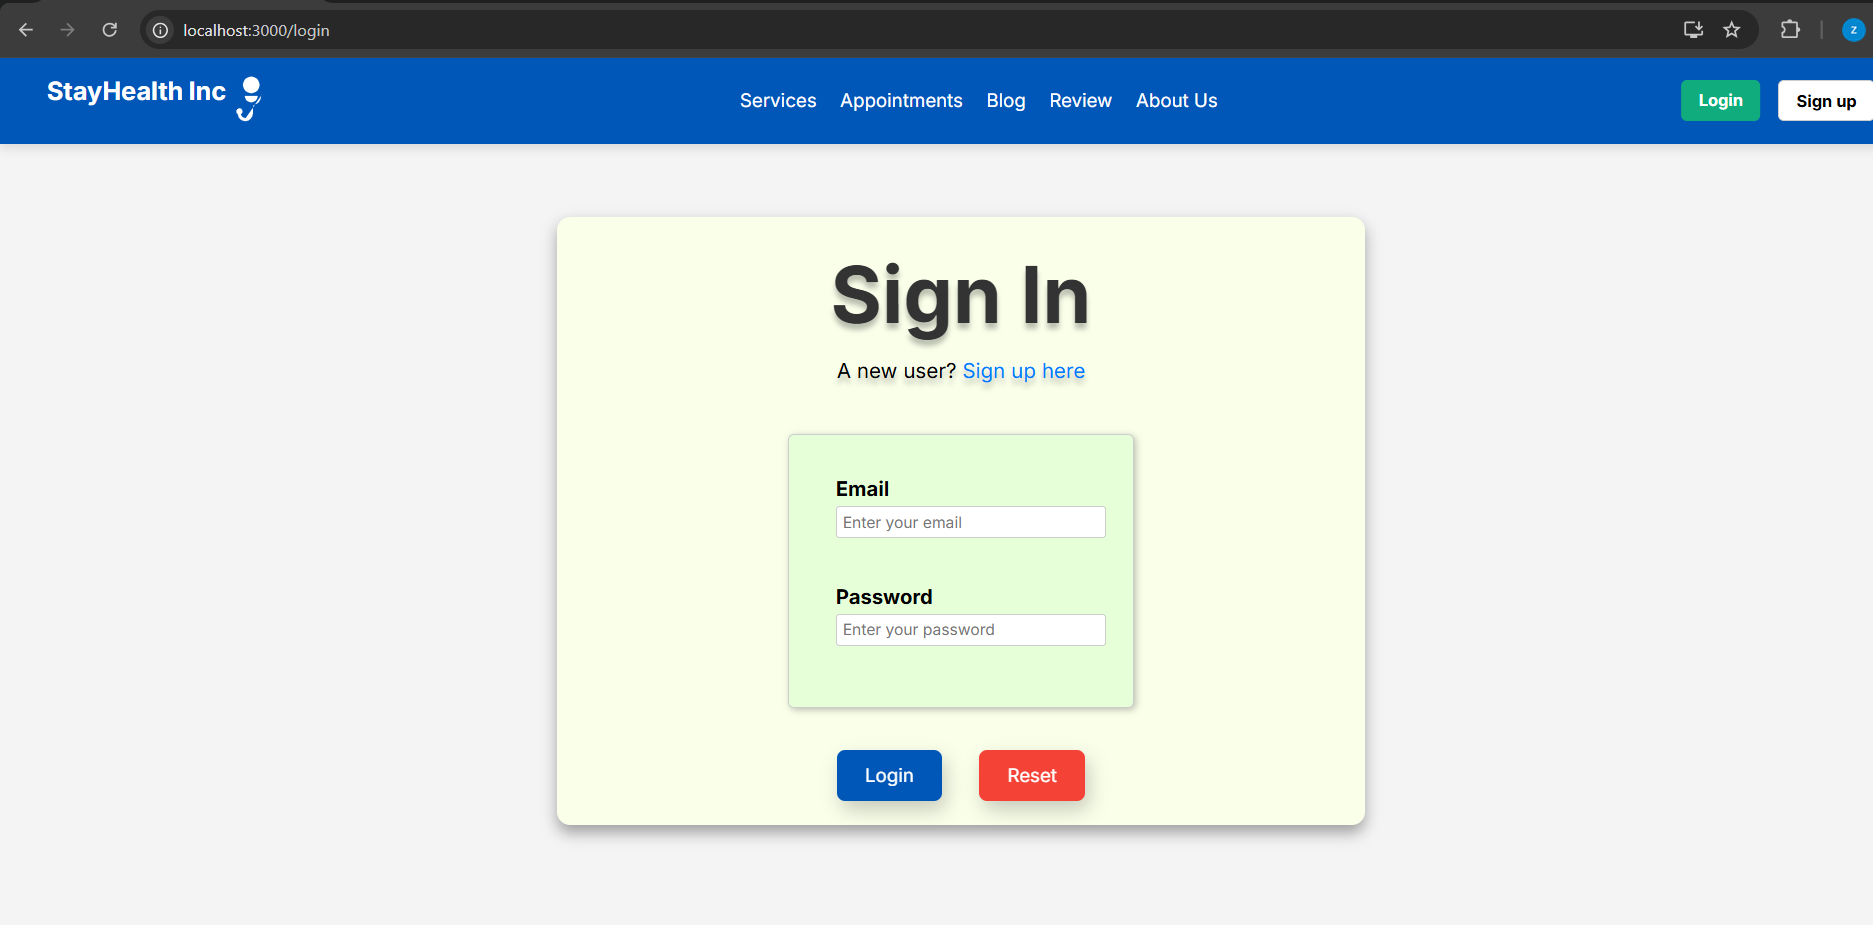 localhost:3000/login
z
StayHealth Inc
Services Appointments Blog Review About Us
Login Sign up
Sign In
A new user? Sign up here
Email
Enter your email
Password
Enter your password
Login Reset